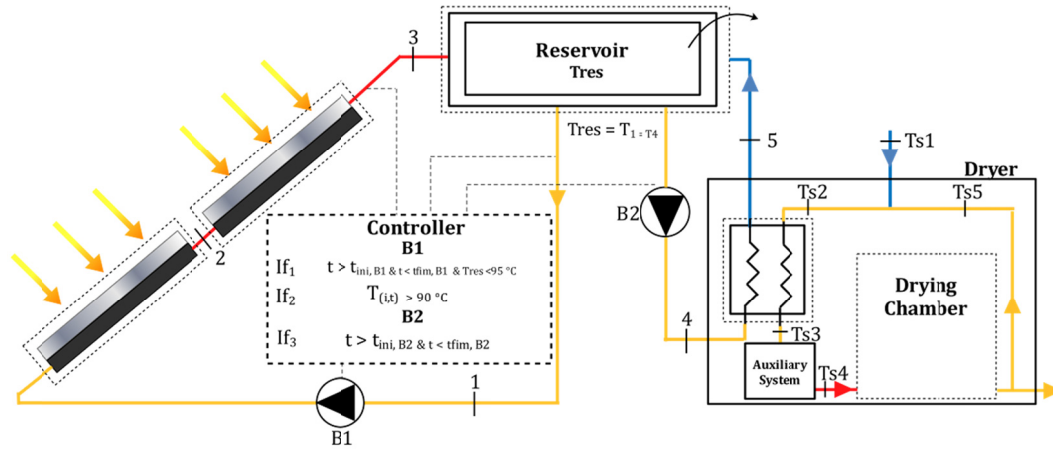 3
Reservoir
Tres
Tres = T1 = T4
5
Ts1
Dryer
Ts2
Ts5
B2
2
Controller
B1
If1 t > tini, B1 & t < tfim, B1 & Tres <95 °C
If2 T(i,t) > 90 °C
B2
If3 t > tini, B2 & t < tfim, B2
Drying
Chamber
4
Ts3
Auxiliary
System
Ts4
1
B1